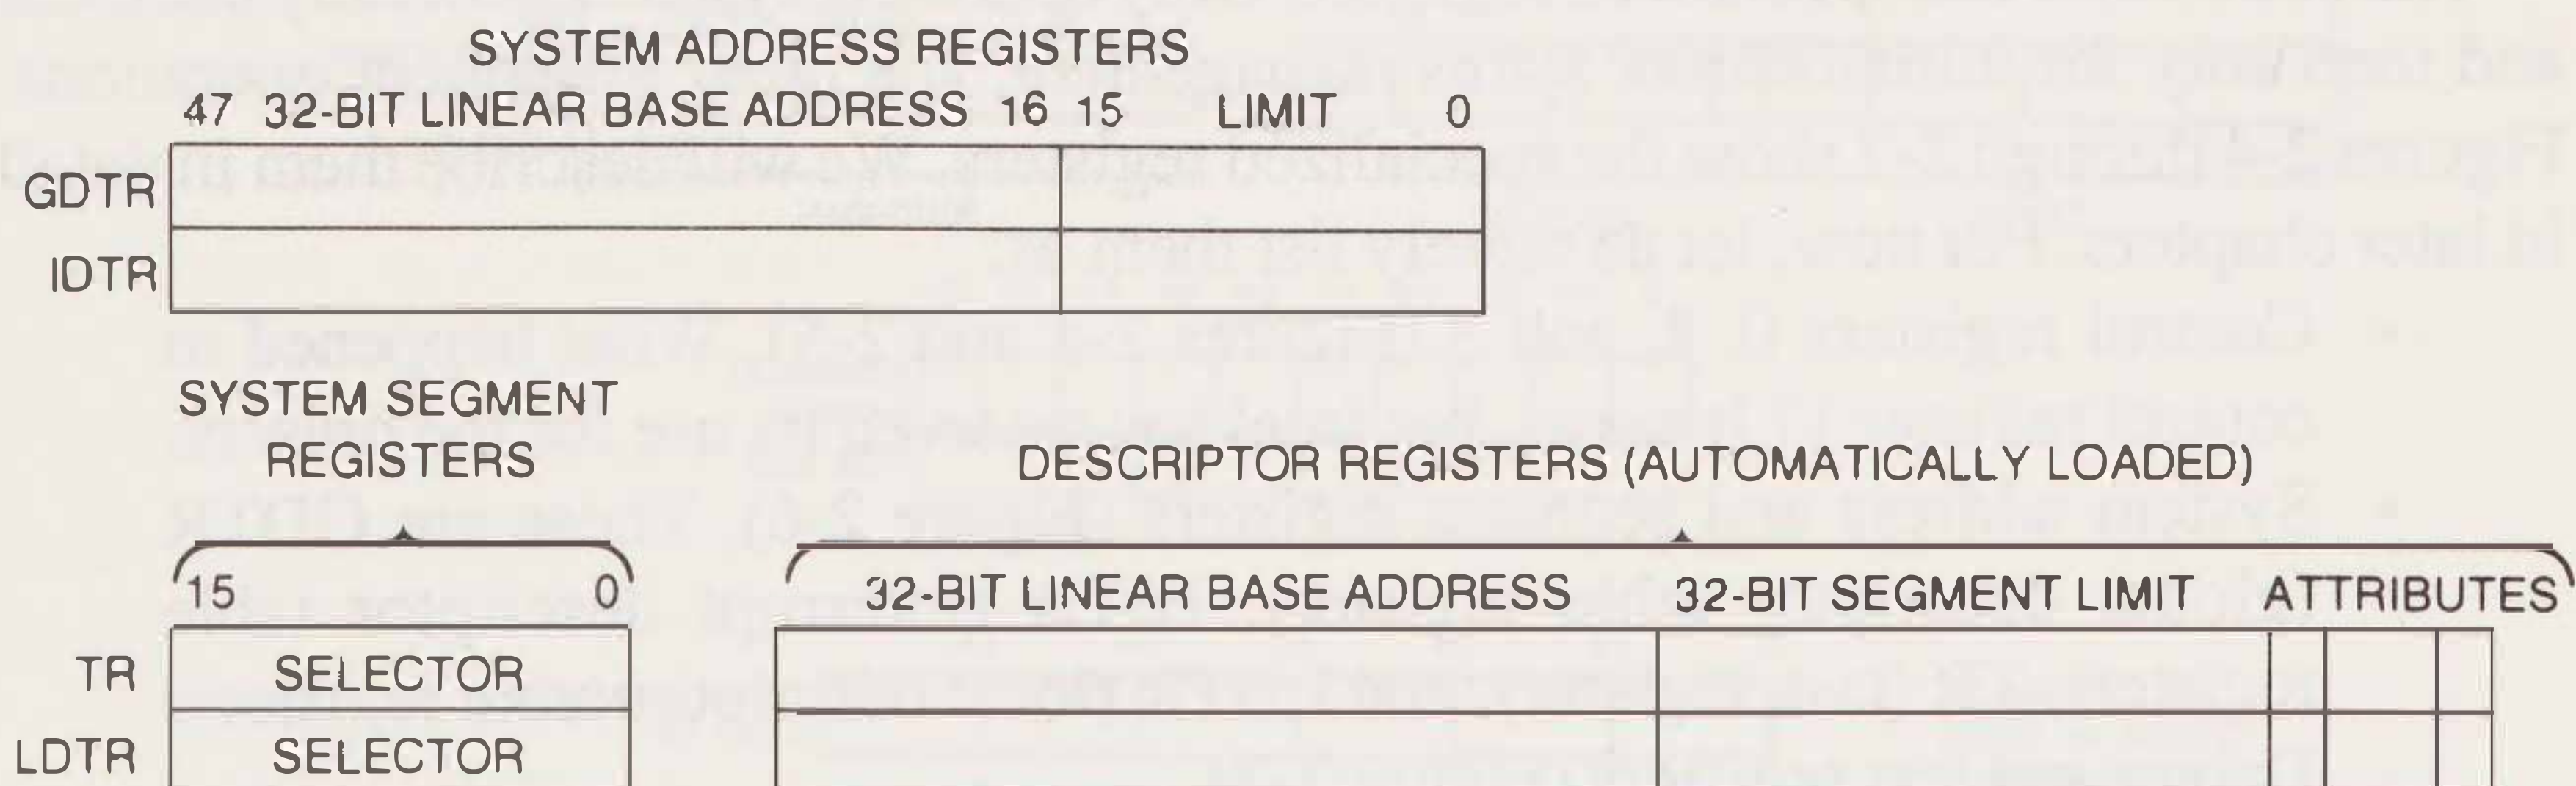 SYSTEM ADDRESS REGISTERS
47 32-BIT LINEAR BASE ADDRESS 16 15 LIMIT 0
GDTR
IDTR
SYSTEM SEGMENT
REGISTERS
DESCRIPTOR REGISTERS (AUTOMATICALLY LOADED)
15 0 32-BIT LINEAR BASE ADDRESS 32-BIT SEGMENT LIMIT ATTRIBUTES
TR SELECTOR
LDTR SELECTOR